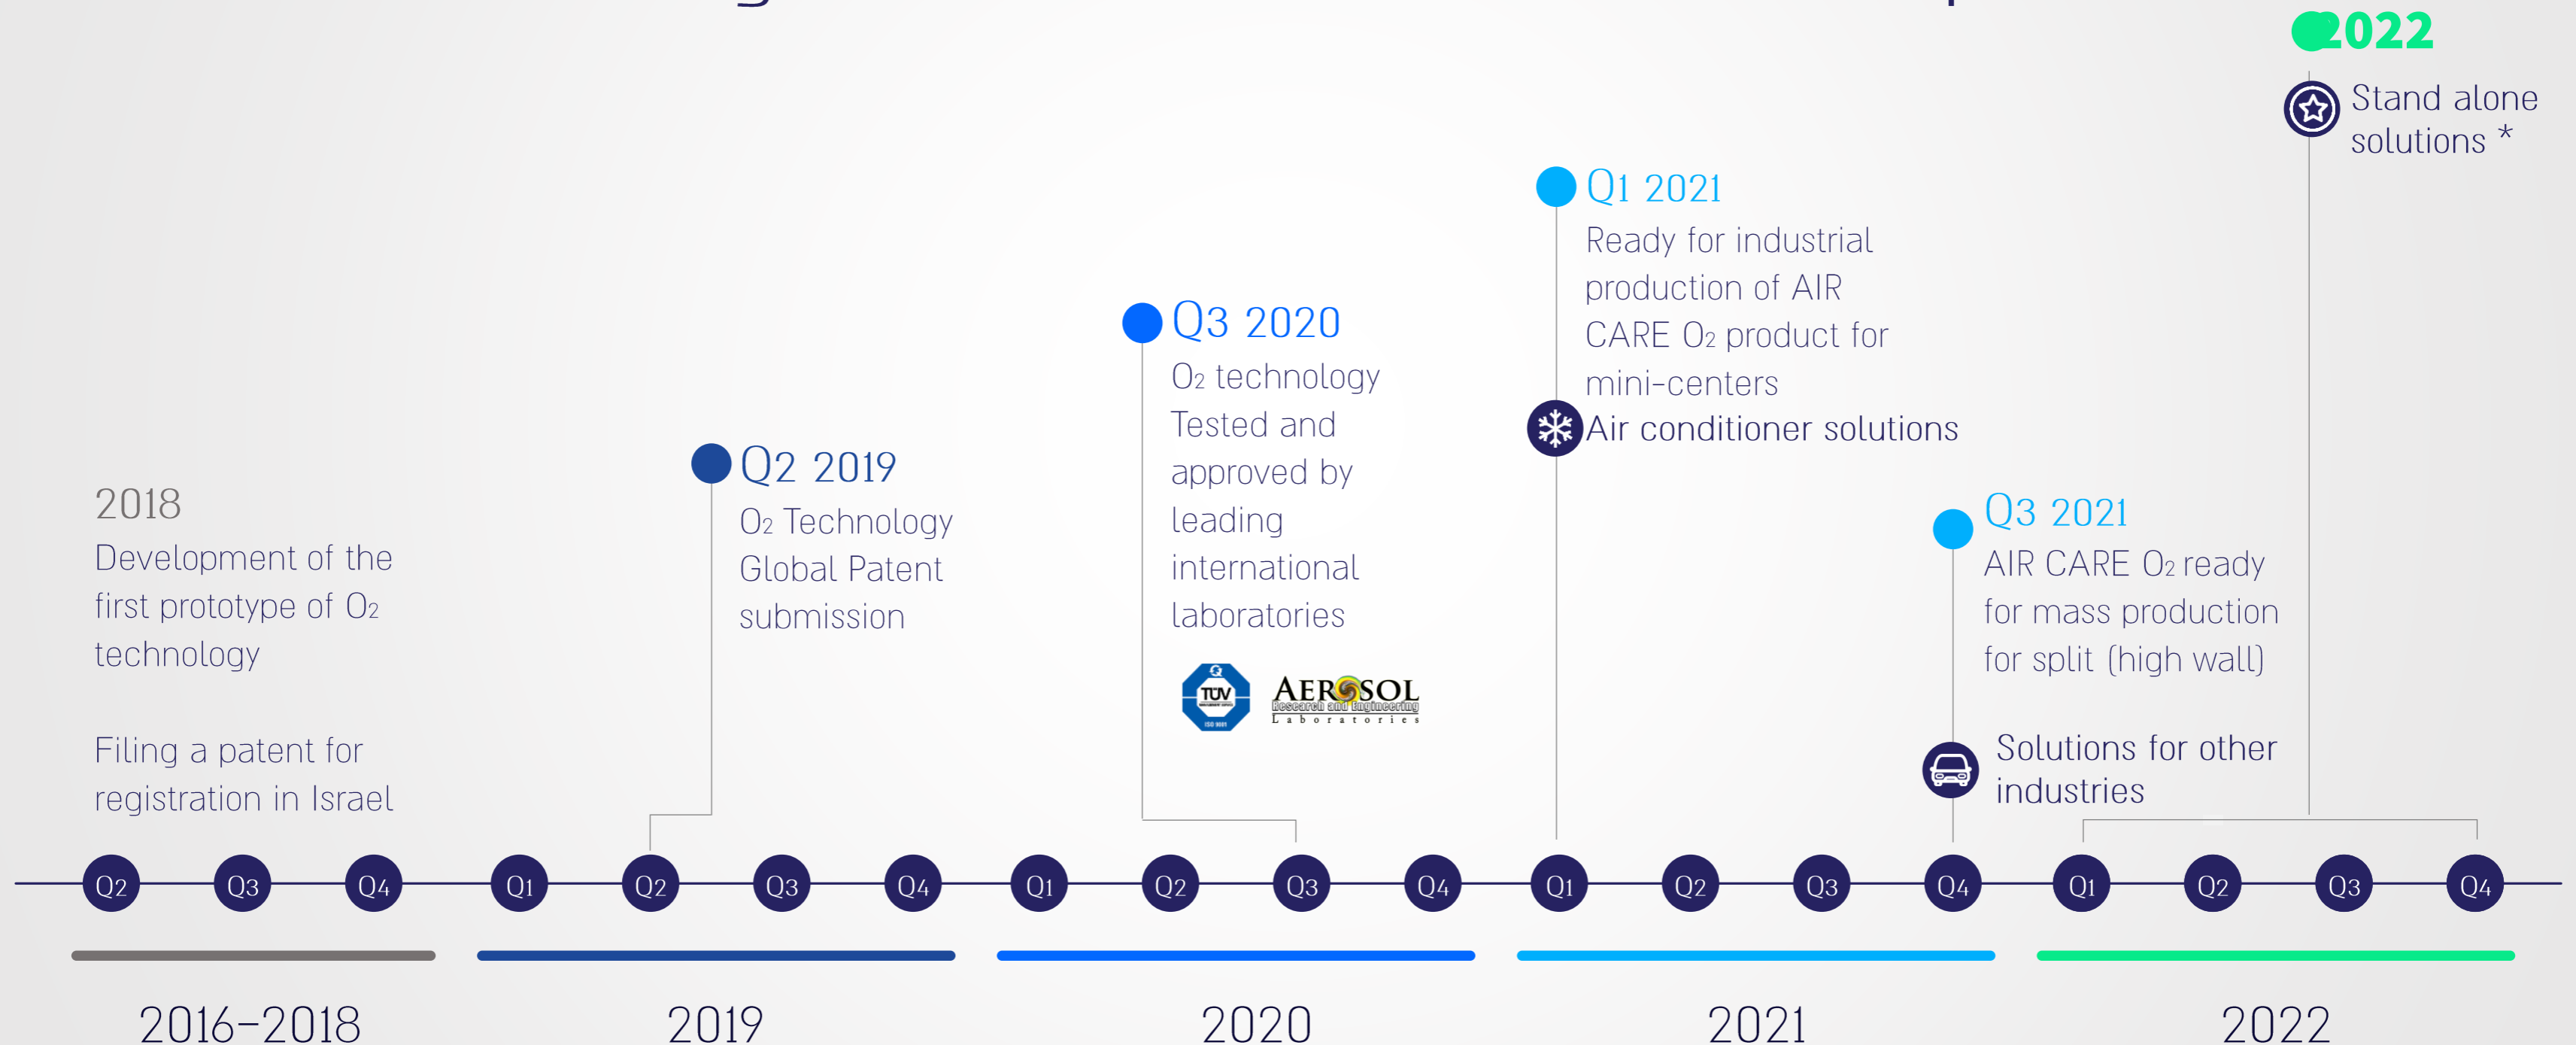 2022
Stand alone
solutions *
Q1 2021
Ready for industrial
production of AIR
CARE O₂ product for
mini-centers
Air conditioner solutions
Q3 2020
O₂ technology
Tested and
approved by
leading
international
laboratories
TÜV
ISO 9001
AEROSOL
Research and Engineering
Laboratories
Q2 2019
O₂ Technology
Global Patent
submission
2018
Development of the
first prototype of O₂
technology
Filing a patent for
registration in Israel
Q3 2021
AIR CARE O₂ ready
for mass production
for split (high wall)
Solutions for other
industries
Q2 Q3 Q4 Q1 Q2 Q3 Q4 Q1 Q2 Q3 Q4 Q1 Q2 Q3 Q4 Q1 Q2 Q3 Q4
2016-2018 2019 2020 2021 2022